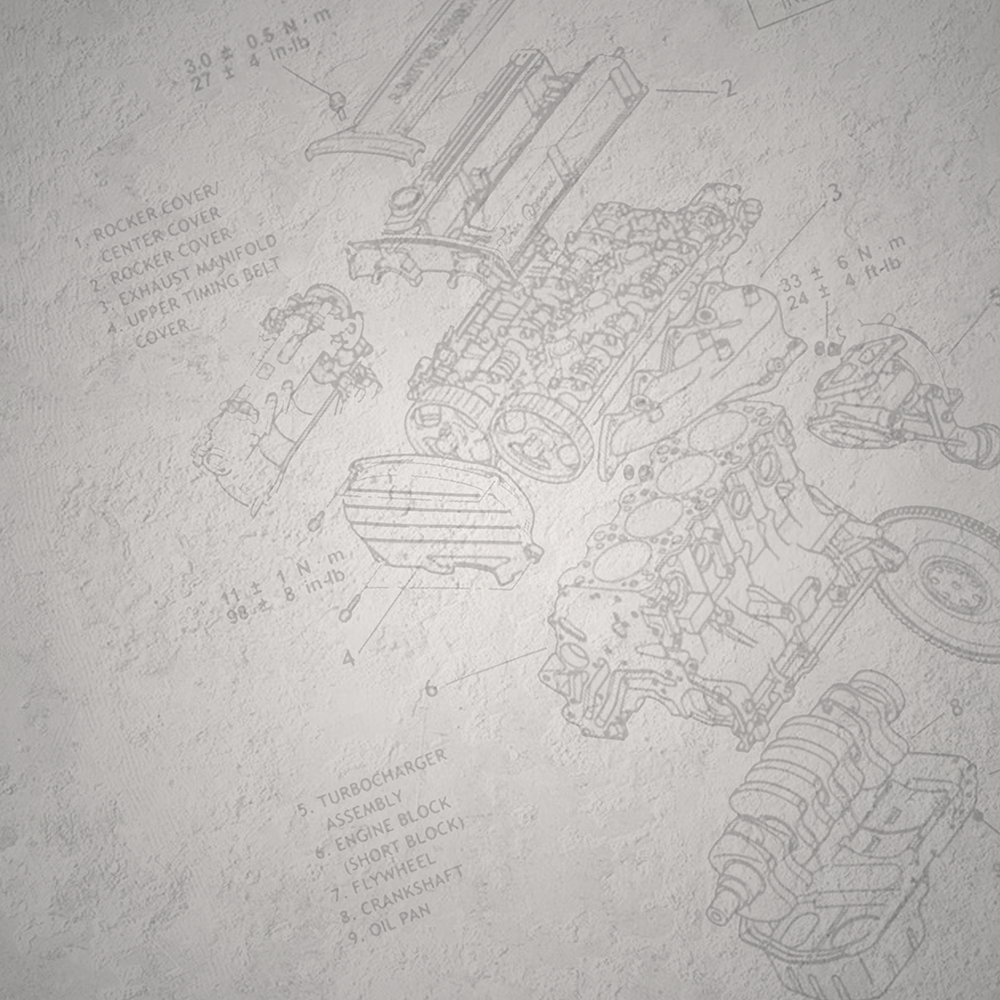 3.0 ± 0.5 N·m
27 ± 4 in-lb
2
3
1. ROCKER COVER/
CENTER COVER
2. ROCKER COVER
3. EXHAUST MANIFOLD
4. UPPER TIMING BELT
COVER
33 ± 6 N·m
24 ± 4 ft-lb
11 ± 1 N·m
98 ± 8 in-lb
4
6
8
5. TURBOCHARGER
ASSEMBLY
6. ENGINE BLOCK
(SHORT BLOCK)
7. FLYWHEEL
8. CRANKSHAFT
9. OIL PAN